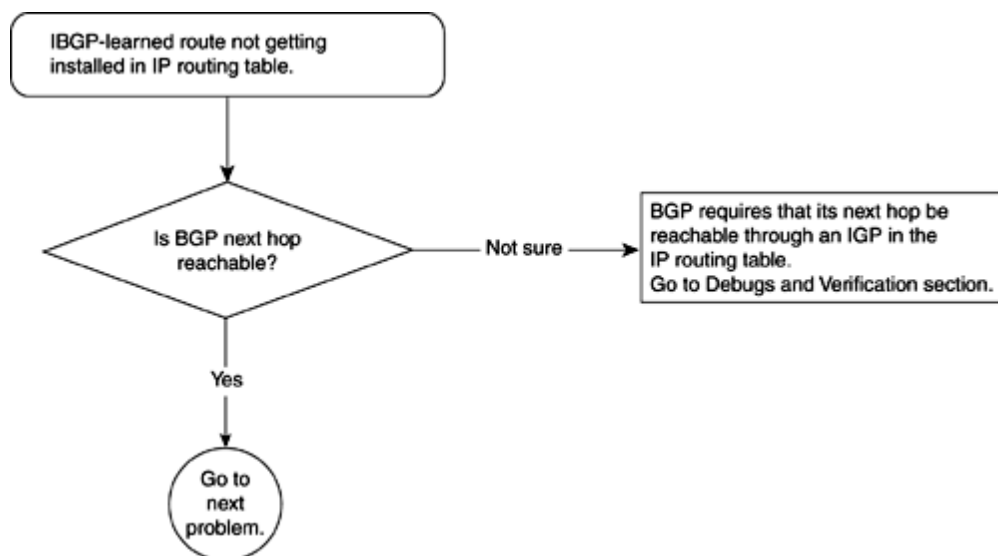 IBGP-learned route not getting
installed in IP routing table.
Is BGP next hop
reachable?
Not sure
BGP requires that its next hop be
reachable through an IGP in the
IP routing table.
Go to Debugs and Verification section.
Yes
Go to
next
problem.